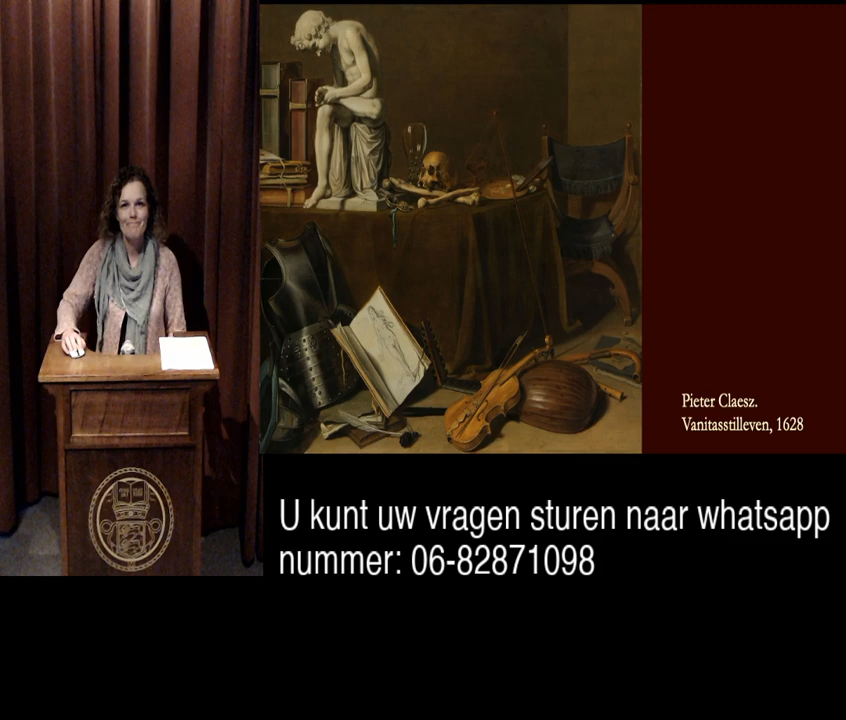 Pieter Claesz.
Vanitasstilleven, 1628
U kunt uw vragen sturen naar whatsapp
nummer: 06-82871098